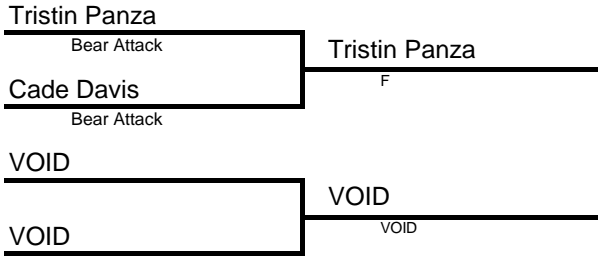 Tristin Panza
Bear Attack
Cade Davis
Bear Attack
Tristin Panza
F
VOID
VOID
VOID
VOID